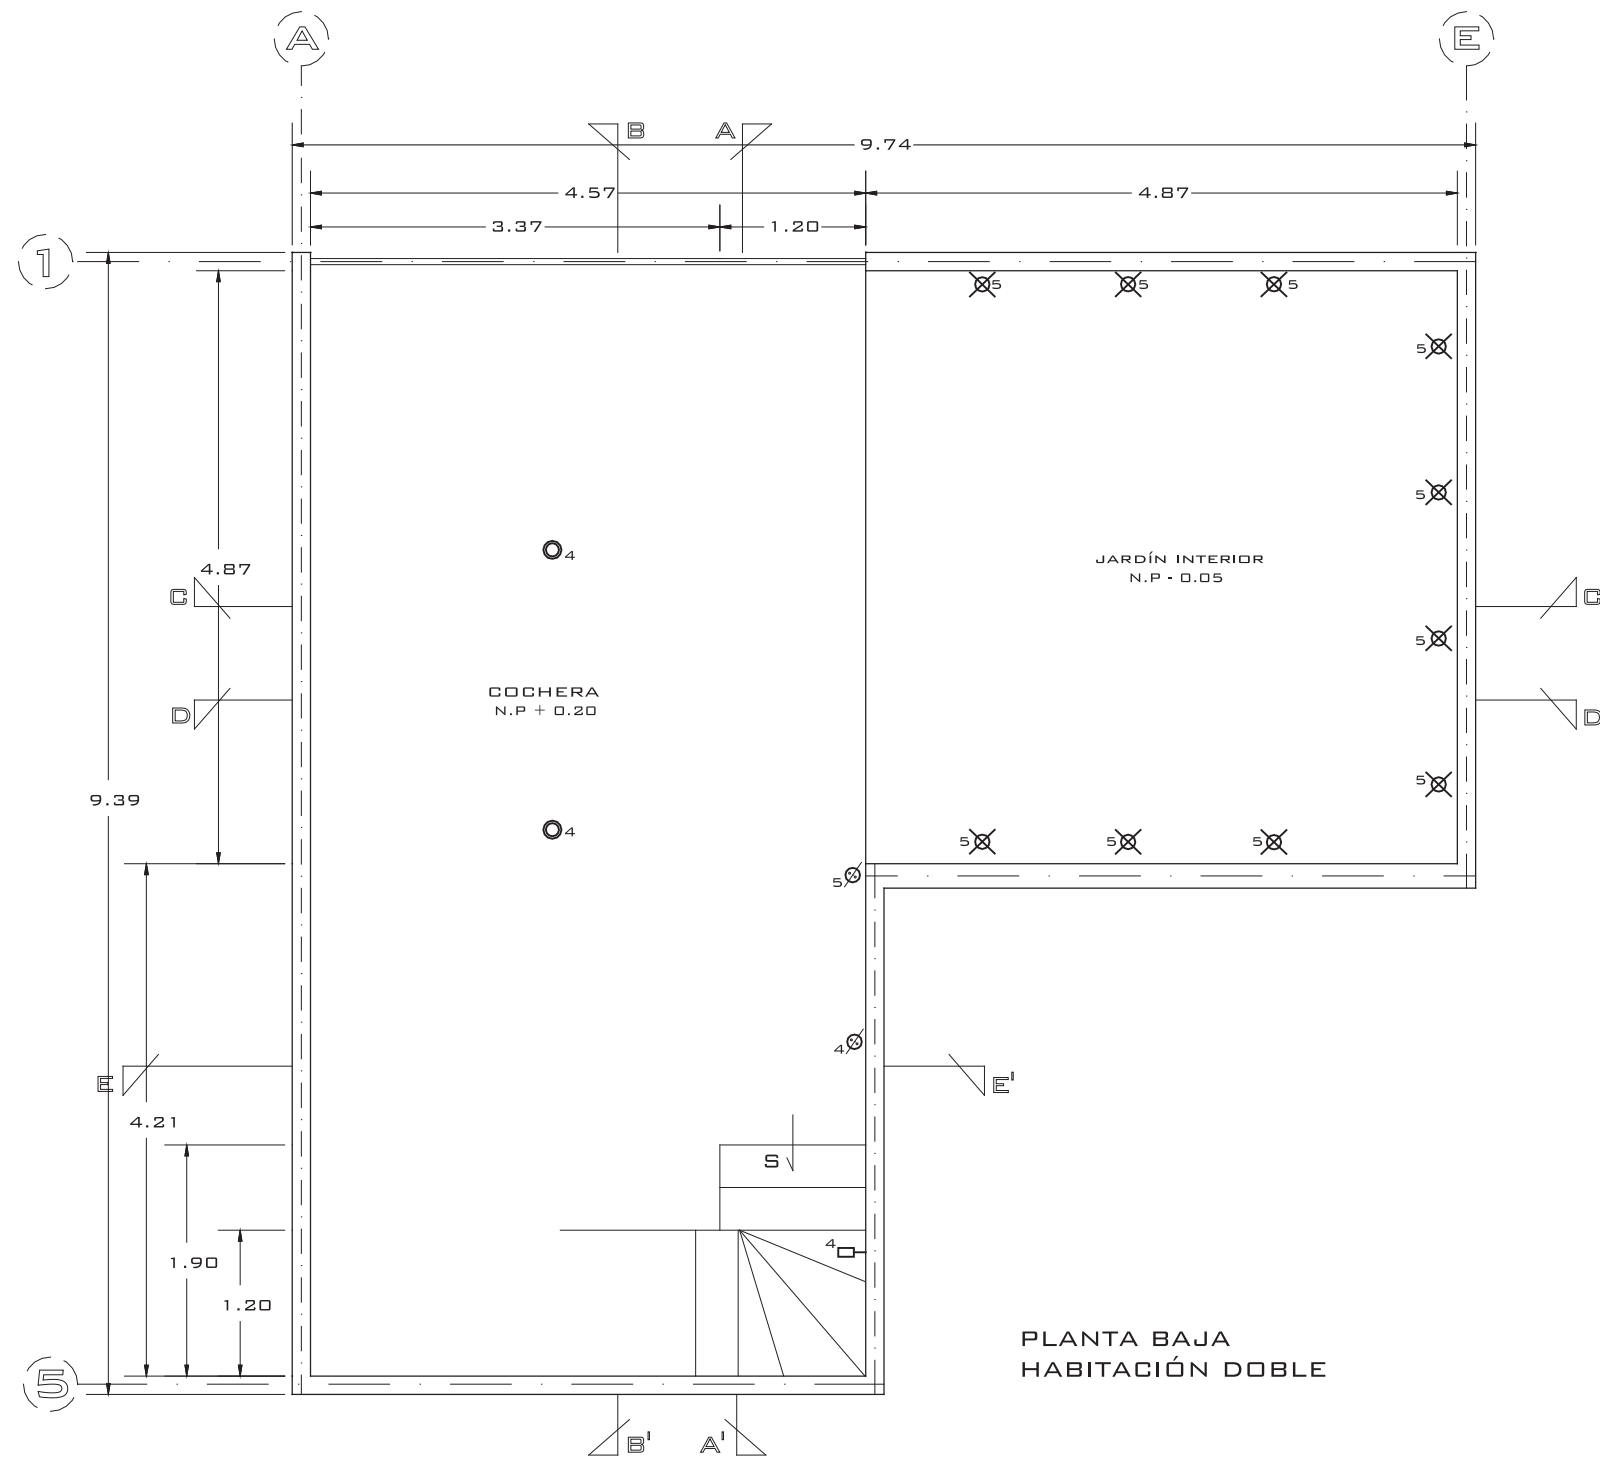 A
E
B A
9.74
4.57
4.87
3.37
1.20
1
5 5 5
5
5
4
JARDÍN INTERIOR
N.P - 0.05
4.87
C
C
5
COCHERA
N.P + 0.20
D
D
5
9.39
4
5 5 5
5
4
E
E'
4.21
S
4
1.90
1.20
PLANTA BAJA
HABITACIÓN DOBLE
5
B' A'